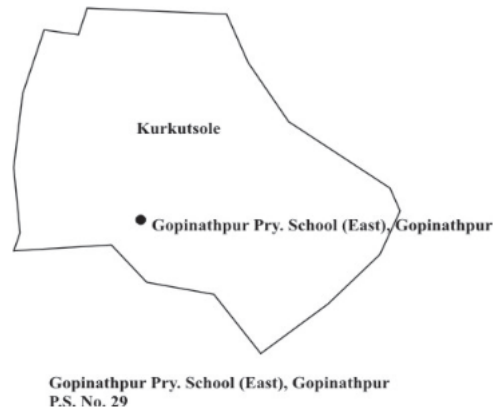 Kurkutsole
Gopinathpur Pry. School (East), Gopinathpur
Gopinathpur Pry. School (East), Gopinathpur
P.S. No. 29